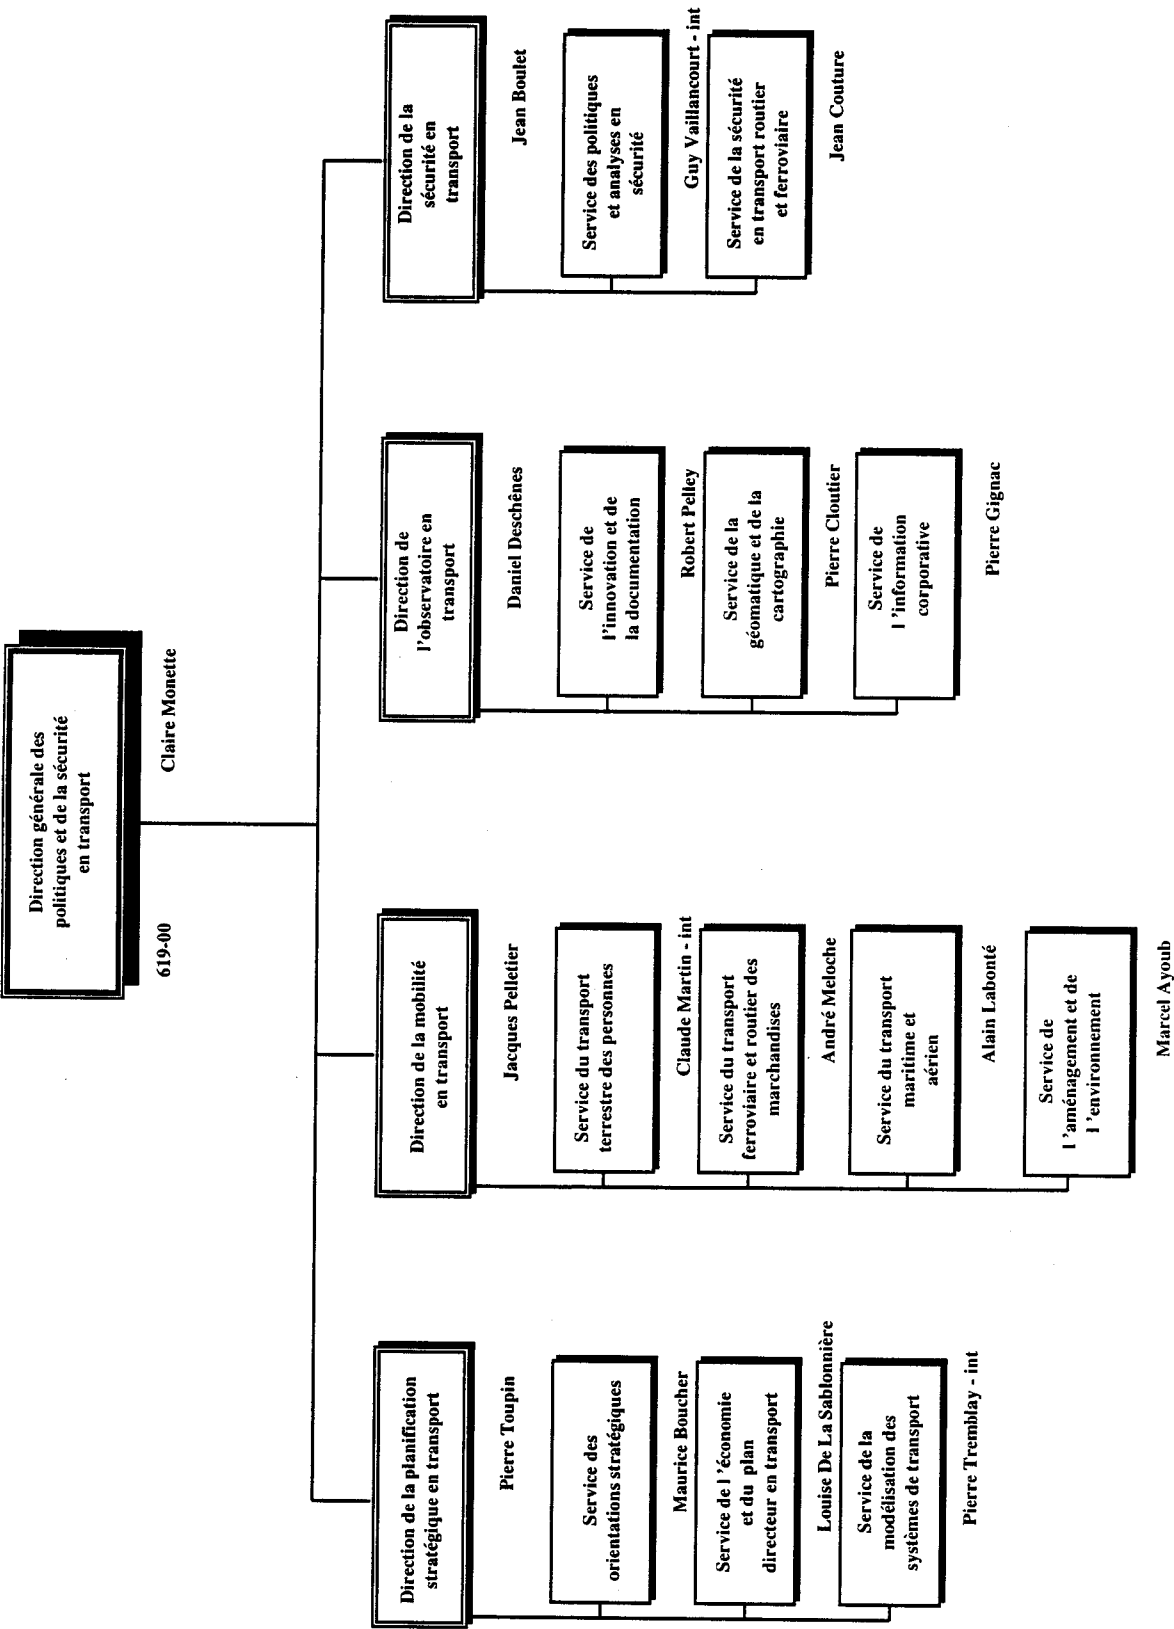 Direction générale des
politiques et de la sécurité
en transport
619-00
Claire Monette
Direction de la planification
stratégique en transport
Pierre Toupin
Service des
orientations stratégiques
Maurice Boucher
Service de l 'économie
et du plan
directeur en transport
Louise De La Sablonnière
Service de la
modélisation des
systèmes de transport
Pierre Tremblay - int
Direction de la mobilité
en transport
Jacques Pelletier
Service du transport
terrestre des personnes
Claude Martin - int
Service du transport
ferroviaire et routier des
marchandises
André Meloche
Service du transport
maritime et
aérien
Alain Labonté
Service de
l 'aménagement et de
l 'environnement
Marcel Ayoub
Direction de
l'observatoire en
transport
Daniel Deschênes
Service de
l'innovation et de
la documentation
Robert Pelley
Service de la
géomatique et de la
cartographie
Pierre Cloutier
Service de
l 'information
corporative
Pierre Gignac
Direction de la
sécurité en
transport
Jean Boulet
Service des politiques
et analyses en
sécurité
Guy Vaillancourt - int
Service de la sécurité
en transport routier
et ferroviaire
Jean Couture